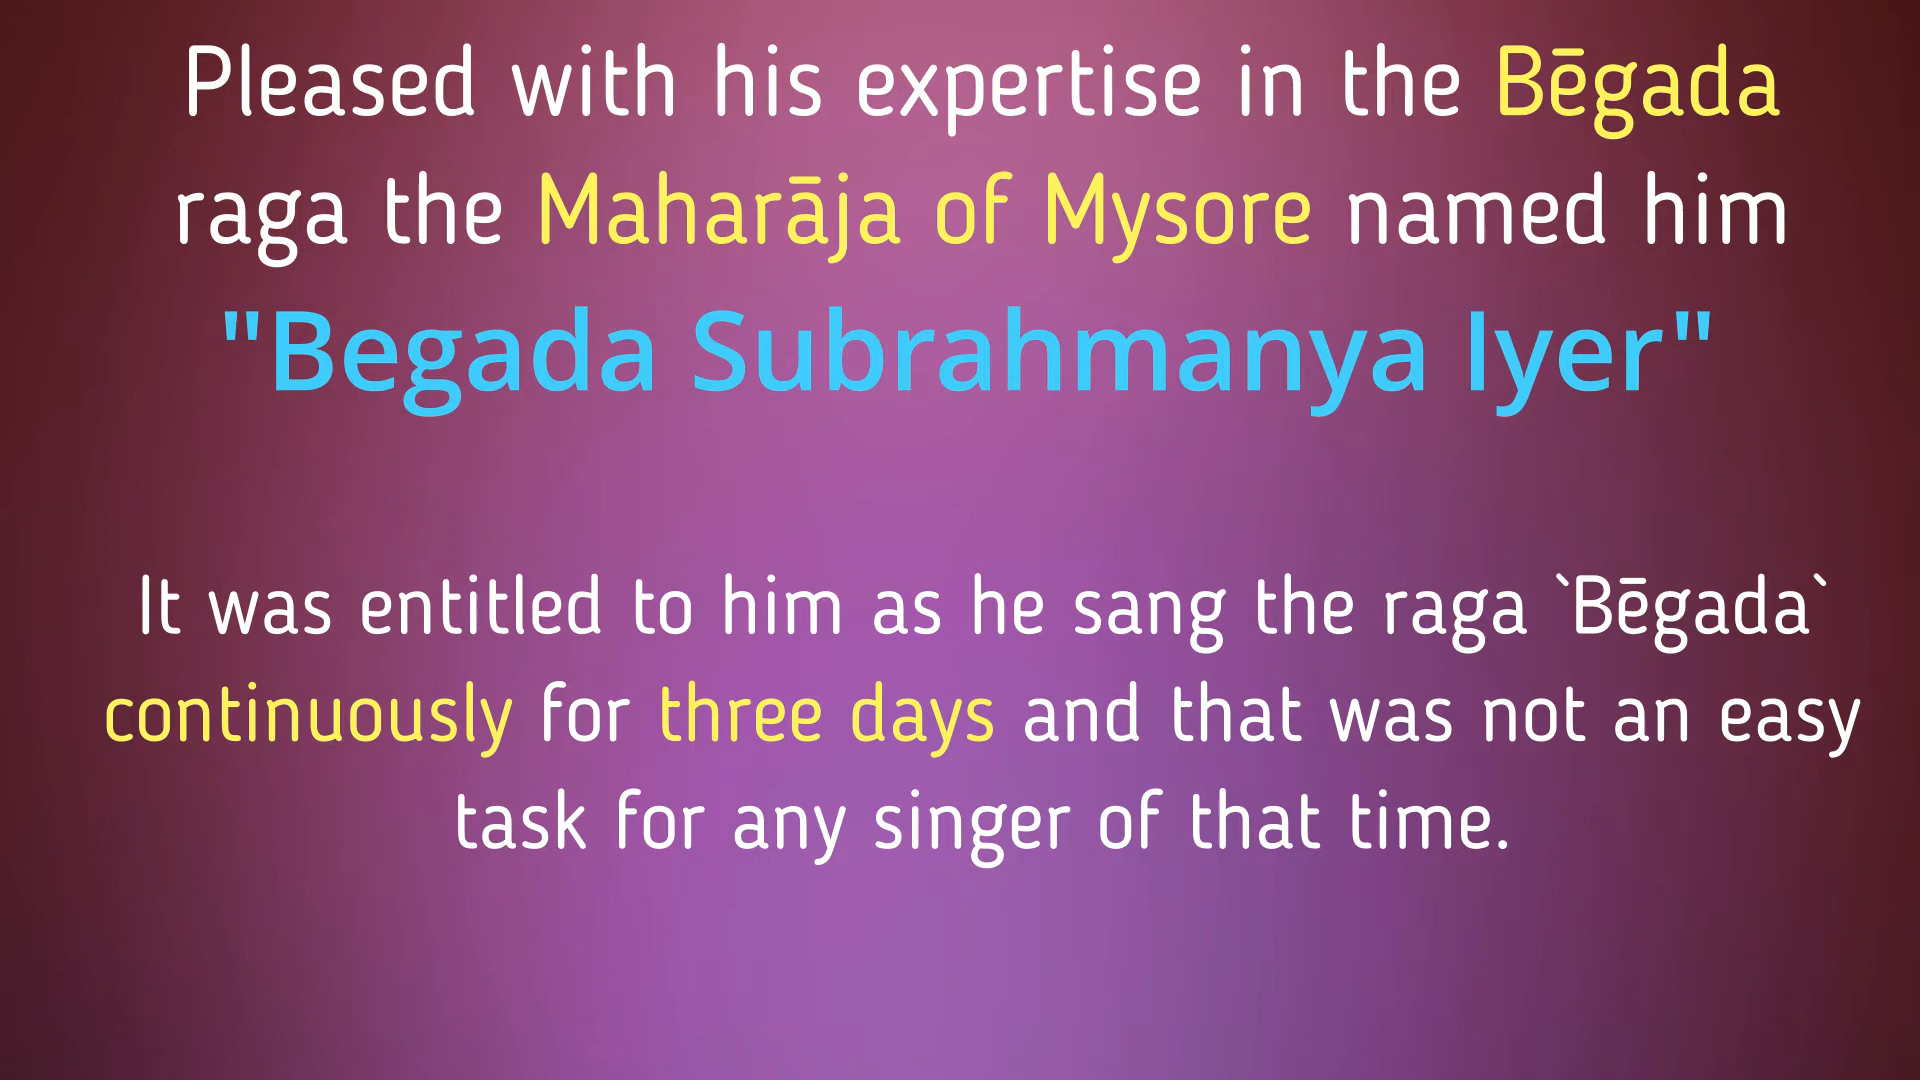 Pleased with his expertise in the Bēgada
raga the Maharāja of Mysore named him
"Begada Subrahmanya Iyer"
It was entitled to him as he sang the raga `Bēgada`
continuously for three days and that was not an easy
task for any singer of that time.